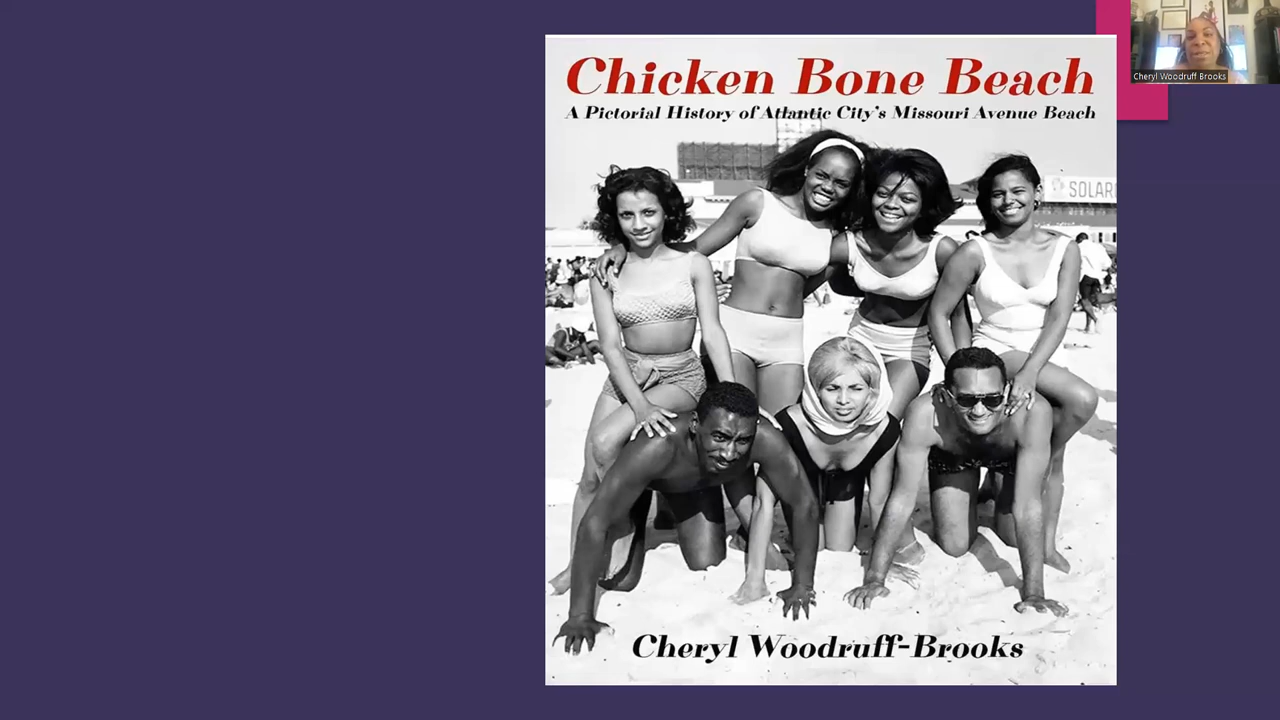 Chicken Bone Beach
A Pictorial History of Atlantic City's Missouri Avenue Beach
SOLAR
Cheryl Woodruff-Brooks
Cheryl Woodruff Brooks